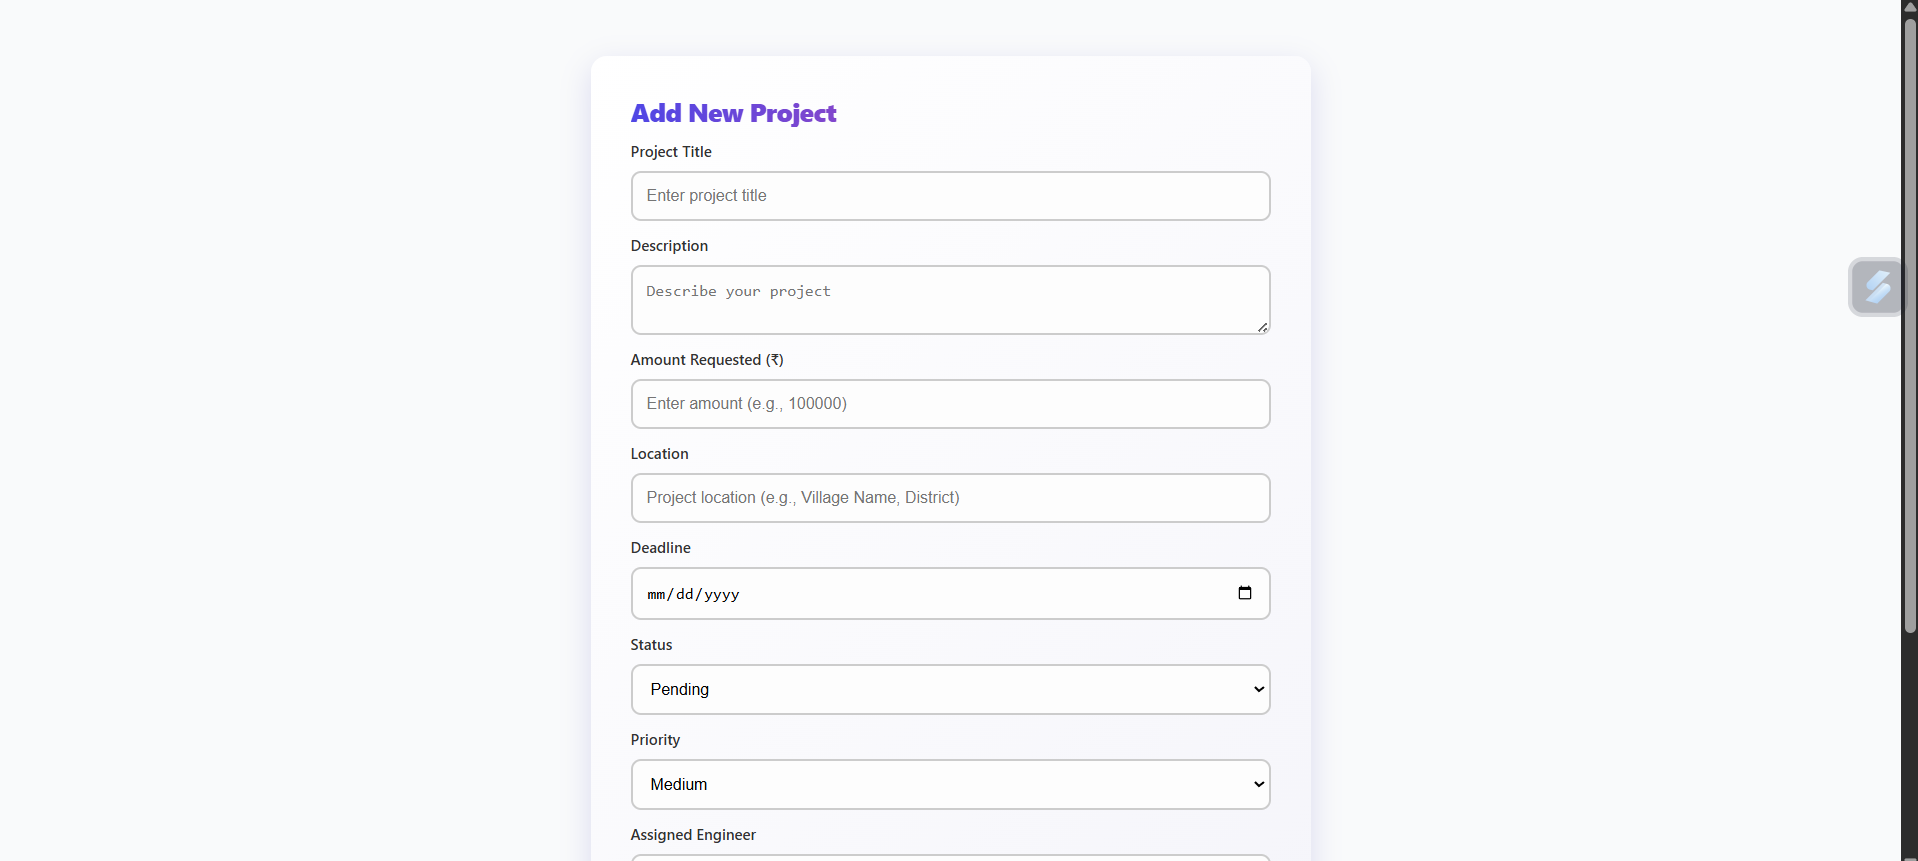 Add New Project
Project Title
Enter project title
Description
Describe your project
Amount Requested (₹)
Enter amount (e.g., 100000)
Location
Project location (e.g., Village Name, District)
Deadline
mm/dd/yyyy
Status
Pending
Priority
Medium
Assigned Engineer